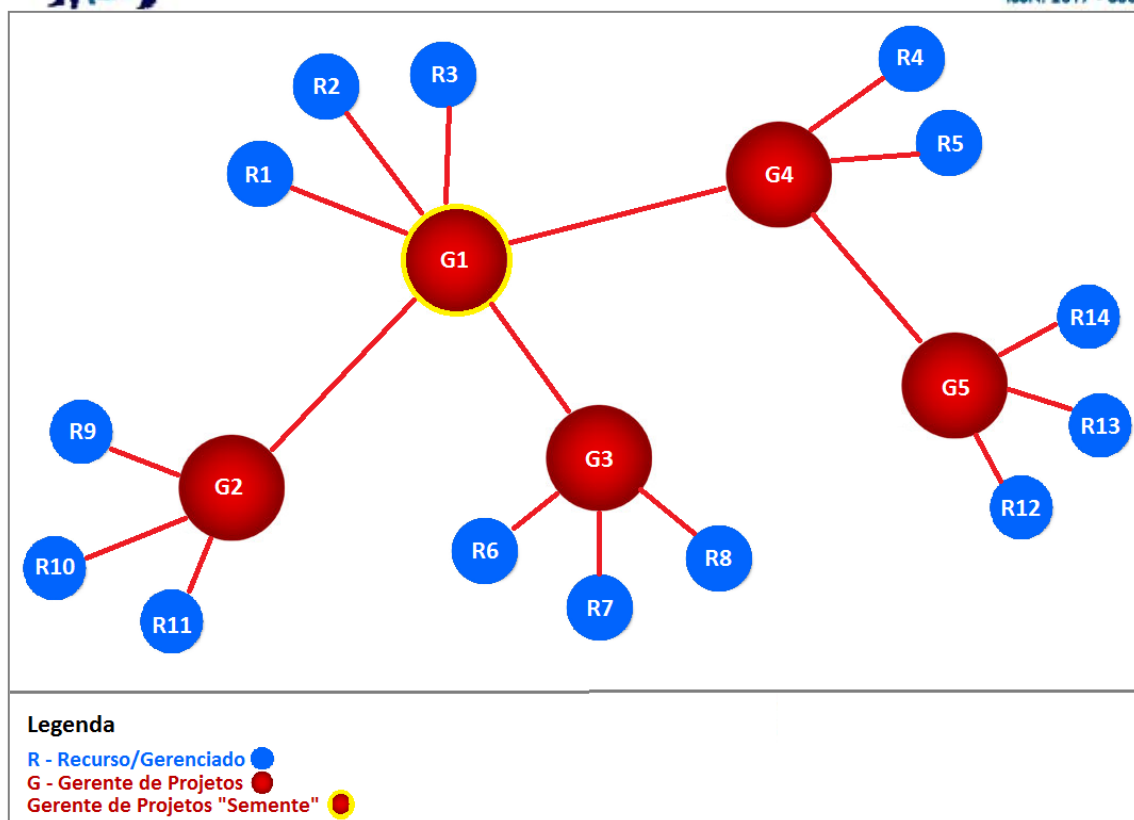 R4
R3
R2
R5
R1
G4
G1
R14
G5
R13
R9
G3
G2
R12
R6
R8
R10
R7
R11
Legenda
R - Recurso/Gerenciado
G - Gerente de Projetos
Gerente de Projetos "Semente"